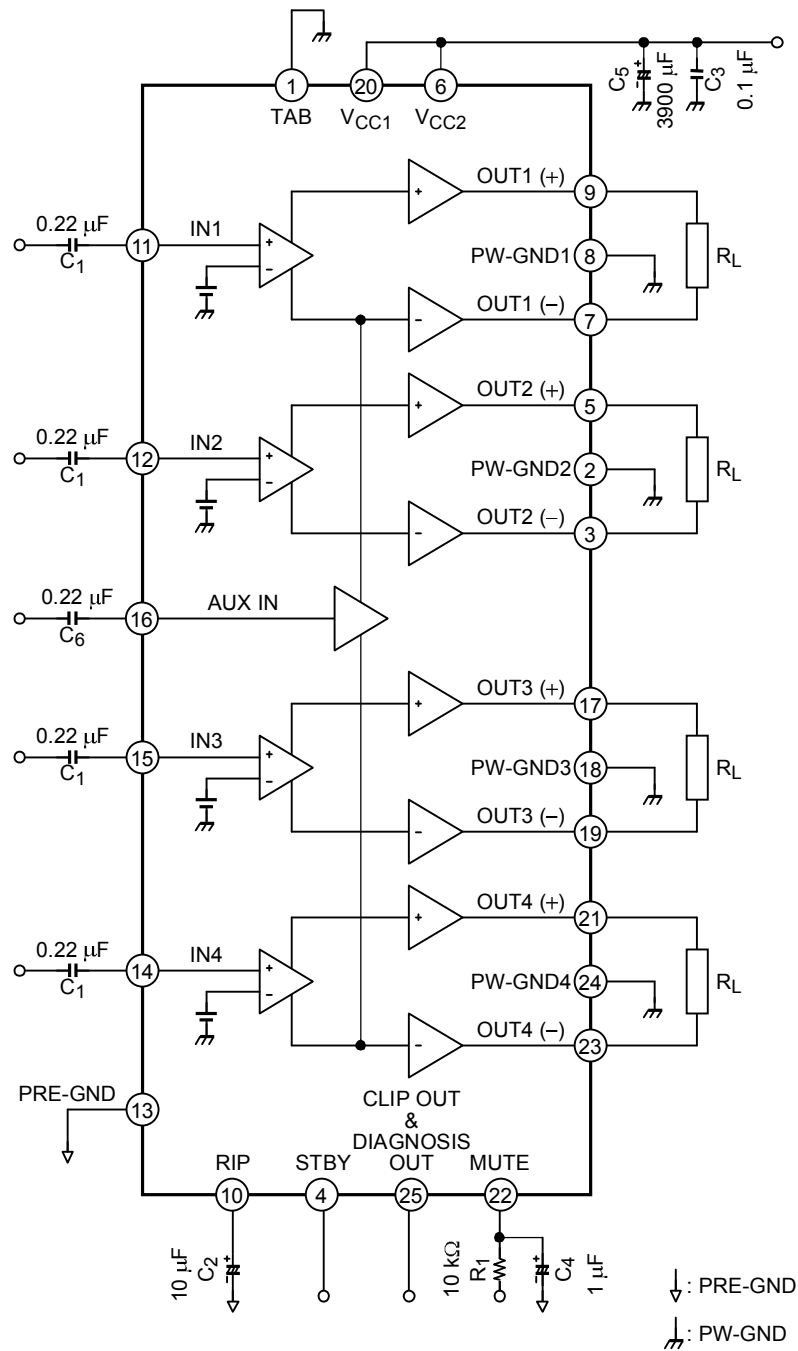 1
20
6
TAB
VCC1
VCC2
C5
3900 µF
C3
0.1 µF
0.22 µF
C1
11
IN1
+
−
+
−
OUT1 (+)
9
PW-GND1
8
OUT1 (−)
7
RL
0.22 µF
C1
12
IN2
+
−
+
−
OUT2 (+)
5
PW-GND2
2
OUT2 (−)
3
RL
0.22 µF
C6
16
AUX IN
0.22 µF
C1
15
IN3
+
−
+
−
OUT3 (+)
17
PW-GND3
18
OUT3 (−)
19
RL
0.22 µF
C1
14
IN4
+
−
+
−
OUT4 (+)
21
PW-GND4
24
OUT4 (−)
23
RL
PRE-GND
13
CLIP OUT
&
DIAGNOSIS
RIP
STBY
OUT
MUTE
10
4
25
22
10 µF
C2
+
-
10 kΩ
R1
+
-
C4
1 µF
: PRE-GND
: PW-GND